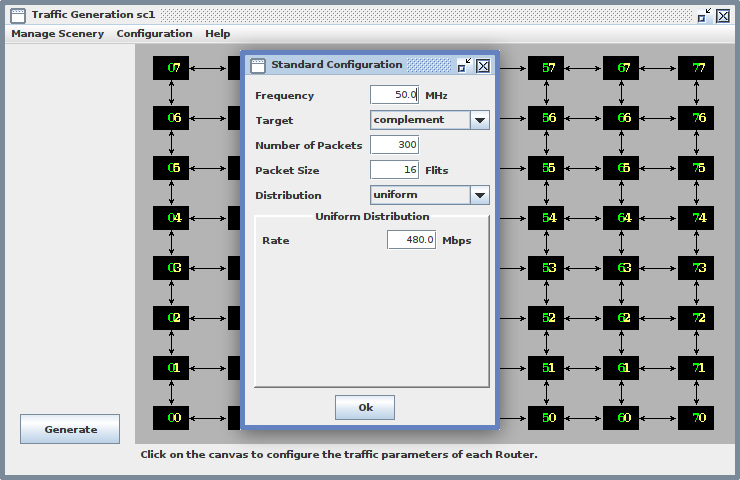 Traffic Generation sc1
Manage Scenery Configuration Help
07 57 67 77
06 56 66 76
05 55 65 75
04 54 64 74
03 53 63 73
02 52 62 72
01 51 61 71
00 50 60 70
Standard Configuration
Frequency 50.0 MHz
Target complement
Number of Packets 300
Packet Size 16 Flits
Distribution uniform
Uniform Distribution
Rate 480.0 Mbps
Ok
Generate
Click on the canvas to configure the traffic parameters of each Router.